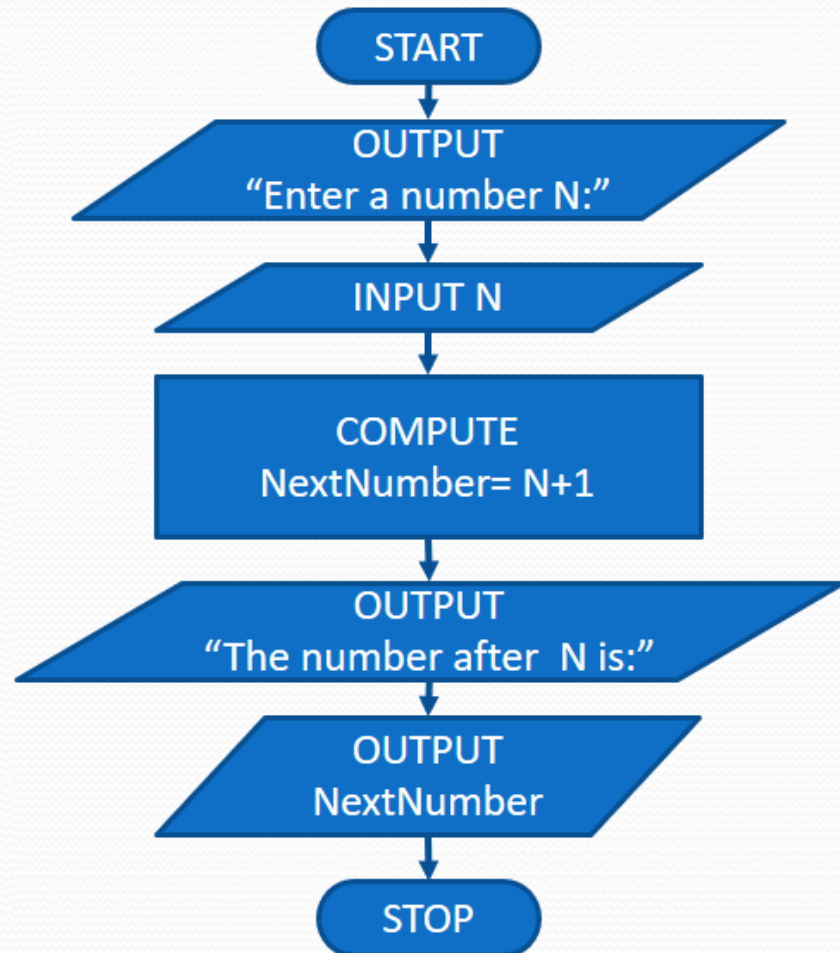 START
OUTPUT
“Enter a number N:”
INPUT N
COMPUTE
NextNumber= N+1
OUTPUT
“The number after  N is:”
OUTPUT
NextNumber
STOP